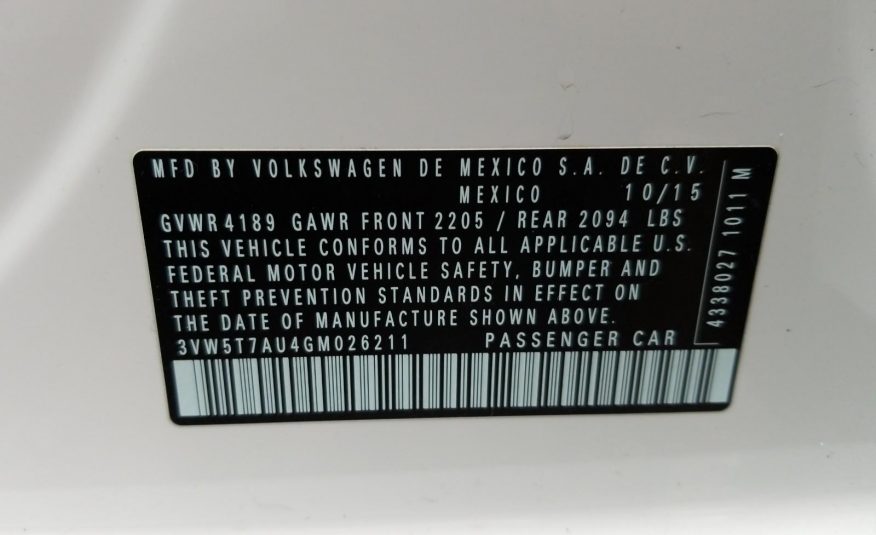 MFD BY VOLKSWAGEN DE MEXICO S.A. DE C.V.
MEXICO 10/15
GVWR 4189 GAWR FRONT 2205 / REAR 2094 LBS
THIS VEHICLE CONFORMS TO ALL APPLICABLE U.S.
FEDERAL MOTOR VEHICLE SAFETY, BUMPER AND
THEFT PREVENTION STANDARDS IN EFFECT ON
THE DATE OF MANUFACTURE SHOWN ABOVE.
3VW5T7AU4GM026211 PASSENGER CAR
4338027 1011 M